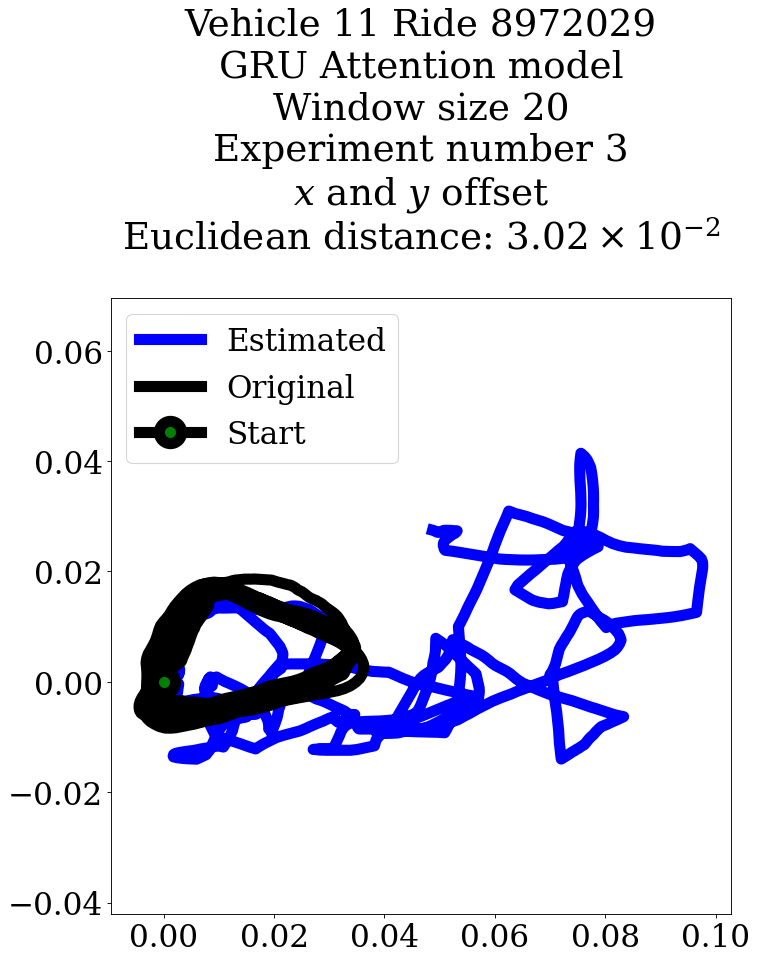 Vehicle 11 Ride 8972029
GRU Attention model
Window size 20
Experiment number 3
x and y offset
Euclidean distance: 3.02 × 10⁻²
Estimated
Original
Start
0.06
0.04
0.02
0.00
−0.02
−0.04
0.00 0.02 0.04 0.06 0.08 0.10